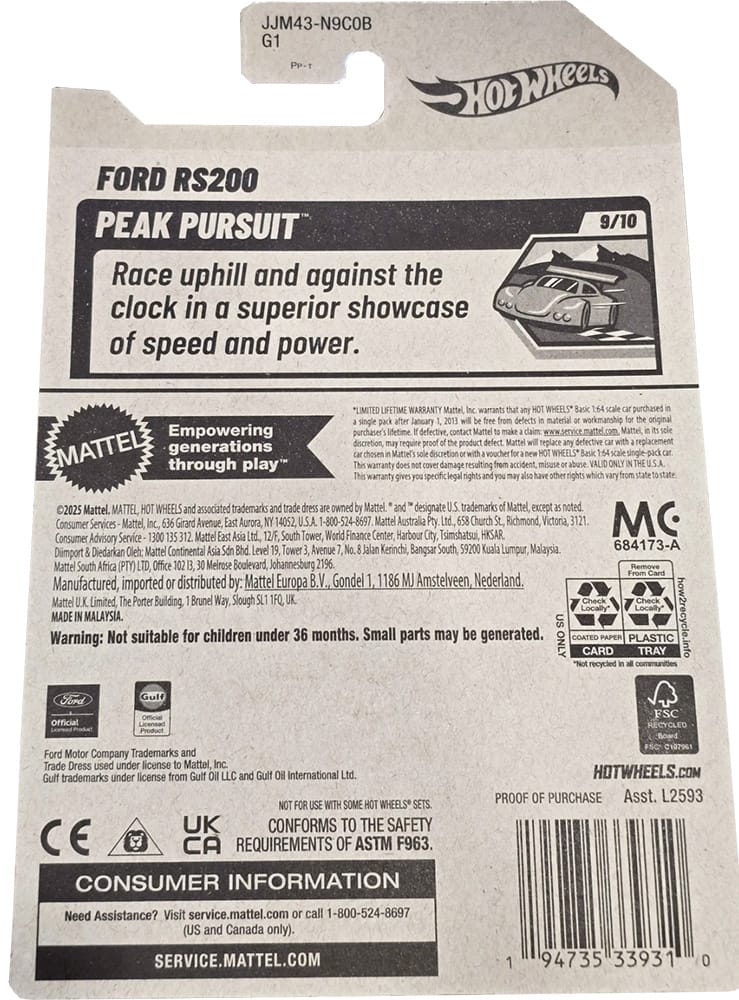 JJM43-N9C0B
G1
PP-T
HOT WHEELS
FORD RS200
PEAK PURSUIT™
9/10
Race uphill and against the
clock in a superior showcase
of speed and power.
MATTEL
Empowering
generations
through play™
*LIMITED LIFETIME WARRANTY Mattel, Inc. warrants that any HOT WHEELS® Basic 1:64 scale car purchased in
a single pack after January 1, 2013 will be free from defects in material or workmanship for the original
purchaser's lifetime. If defective, contact Mattel to make a claim: www.service.mattel.com. Mattel, in its sole
discretion, may require proof of the product defect. Mattel will replace any defective car with a replacement
car chosen in Mattel's sole discretion or with a voucher for a new HOT WHEELS® Basic 1:64 scale single-pack car.
This warranty does not cover damage resulting from accident, misuse or abuse. VALID ONLY IN THE U.S.A.
This warranty gives you specific legal rights and you may also have other rights which vary from state to state.
©2025 Mattel. MATTEL, HOT WHEELS and associated trademarks and trade dress are owned by Mattel. ® and ™ designate U.S. trademarks of Mattel, except as noted.
Consumer Services - Mattel, Inc., 636 Girard Avenue, East Aurora, NY 14052, U.S.A. 1-800-524-8697. Mattel Australia Pty. Ltd., 658 Church St., Richmond, Victoria, 3121.
Consumer Advisory Service - 1300 135 312. Mattel East Asia Ltd., 12/F, South Tower, World Finance Center, Harbour City, Tsimshatsui, HKSAR.
Diimport & Diedarkan Oleh: Mattel Continental Asia Sdn Bhd. Level 19, Tower 3, Avenue 7, No. 8 Jalan Kerinchi, Bangsar South, 59200 Kuala Lumpur, Malaysia.
Mattel South Africa (PTY) LTD, Office 102 I3, 30 Melrose Boulevard, Johannesburg 2196.
Manufactured, imported or distributed by: Mattel Europa B.V., Gondel 1, 1186 MJ Amstelveen, Nederland.
Mattel U.K. Limited, The Porter Building, 1 Brunel Way, Slough SL1 1FQ, UK.
MADE IN MALAYSIA.
Warning: Not suitable for children under 36 months. Small parts may be generated.
MC
684173-A
Remove
From Card
Check
Locally*
Check
Locally*
COATED PAPER
CARD
PLASTIC
TRAY
US ONLY
how2recycle.info
*Not recycled in all communities
Ford
Official
Licensed Product
Gulf
Official
Licensed
Product
FSC
RECYCLED
Board
FSC® C107961
Ford Motor Company Trademarks and
Trade Dress used under license to Mattel, Inc.
Gulf trademarks under license from Gulf Oil LLC and Gulf Oil International Ltd.
HOTWHEELS.COM
PROOF OF PURCHASE Asst. L2593
NOT FOR USE WITH SOME HOT WHEELS® SETS.
CE
UK
CA
CONFORMS TO THE SAFETY
REQUIREMENTS OF ASTM F963.
CONSUMER INFORMATION
Need Assistance? Visit service.mattel.com or call 1-800-524-8697
(US and Canada only).
SERVICE.MATTEL.COM
1 94735 33931 0